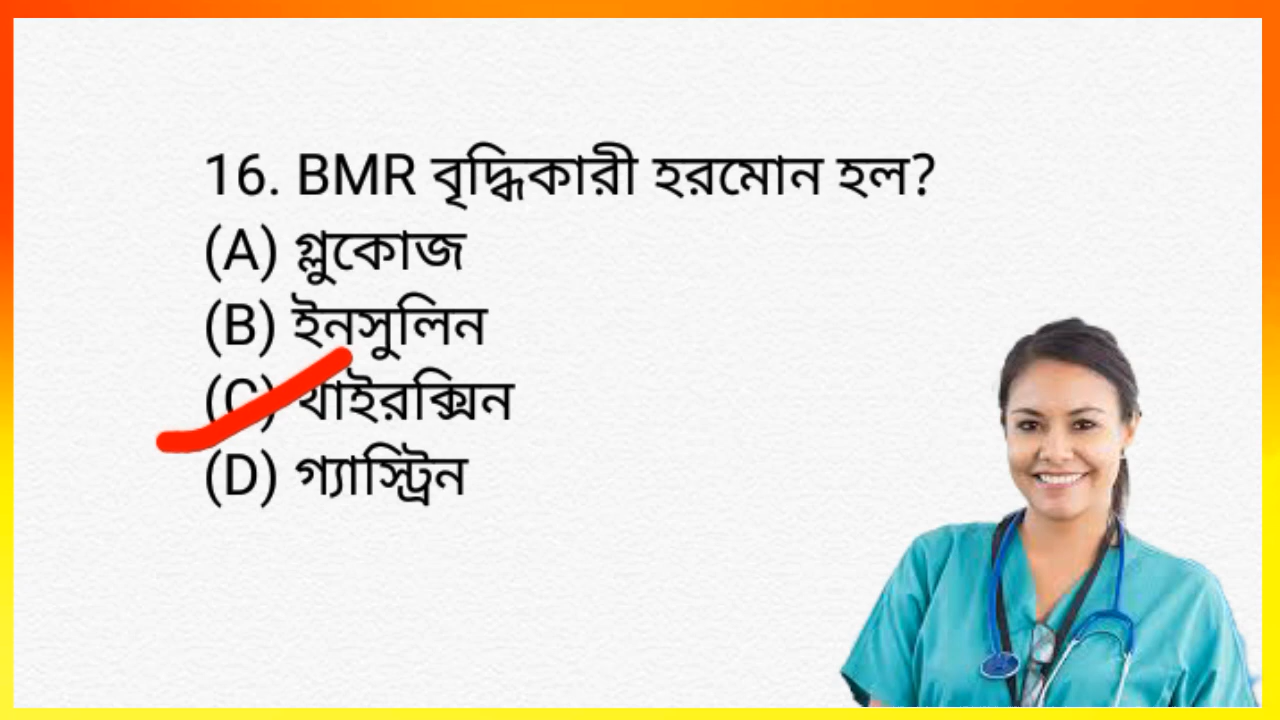 16. BMR বৃদ্ধিকারী হরমোন হল?
(A) গ্লুকোজ
(B) ইনসুলিন
(C) থাইরক্সিন
(D) গ্যাস্ট্রিন